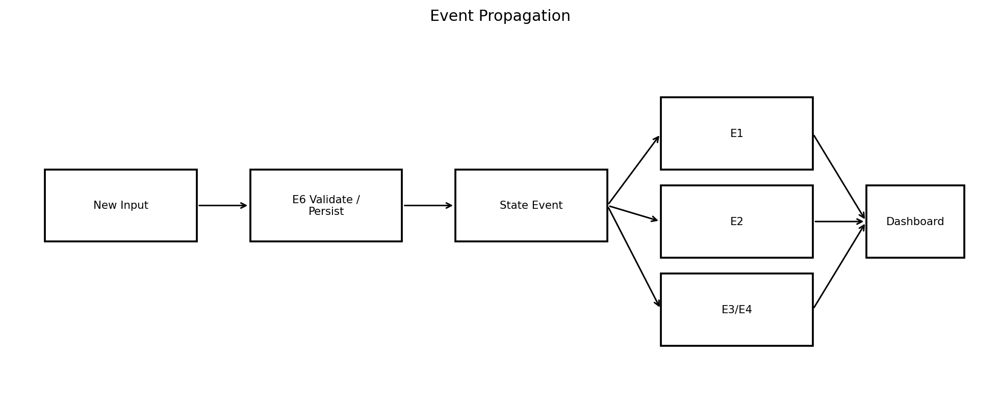 Event Propagation
New Input
E6 Validate /
Persist
State Event
E1
E2
E3/E4
Dashboard